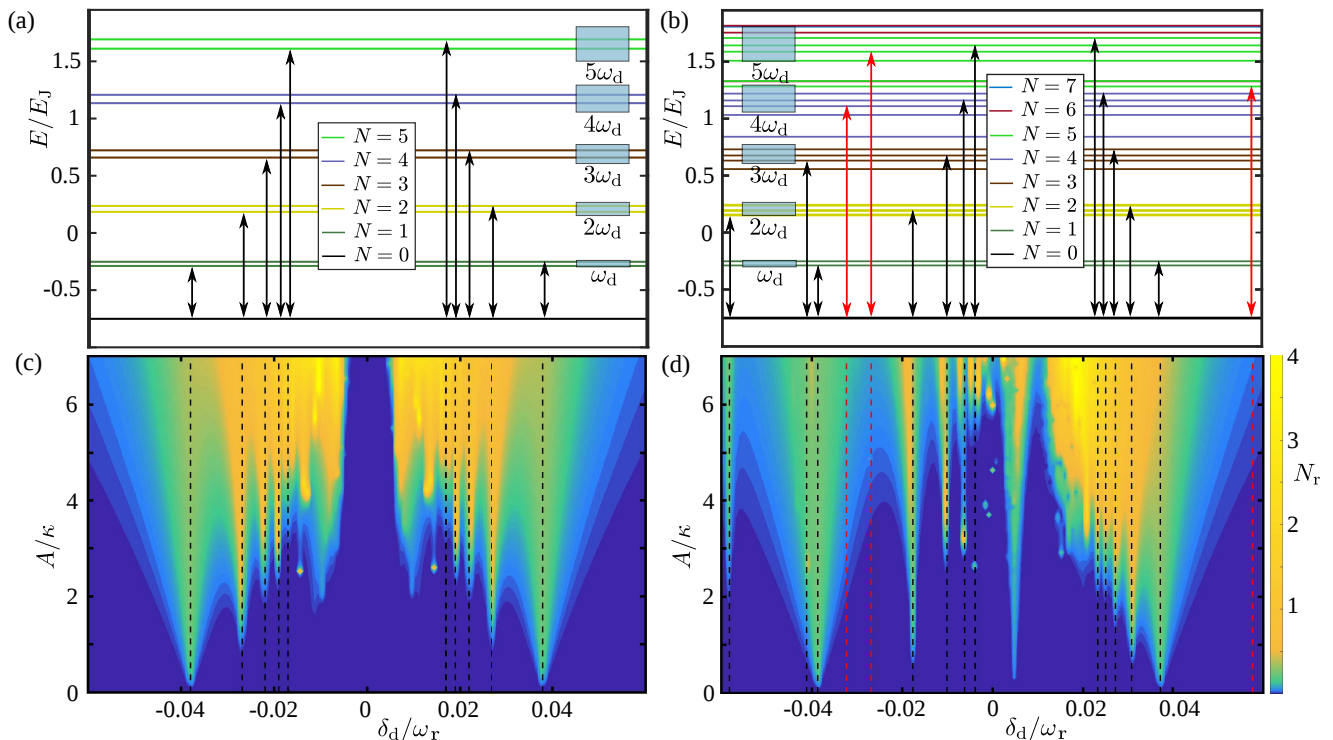 (a)
E/E_J
1.5
1
0.5
0
-0.5
5ω_d
4ω_d
3ω_d
2ω_d
ω_d
N = 5
N = 4
N = 3
N = 2
N = 1
N = 0
(b)
E/E_J
1.5
1
0.5
0
-0.5
5ω_d
4ω_d
3ω_d
2ω_d
ω_d
N = 7
N = 6
N = 5
N = 4
N = 3
N = 2
N = 1
N = 0
(c)
A/κ
6
4
2
0
-0.04
-0.02
0
0.02
0.04
δ_d/ω_r
(d)
A/κ
6
4
2
0
-0.04
-0.02
0
0.02
0.04
δ_d/ω_r
4
3
N_r
2
1